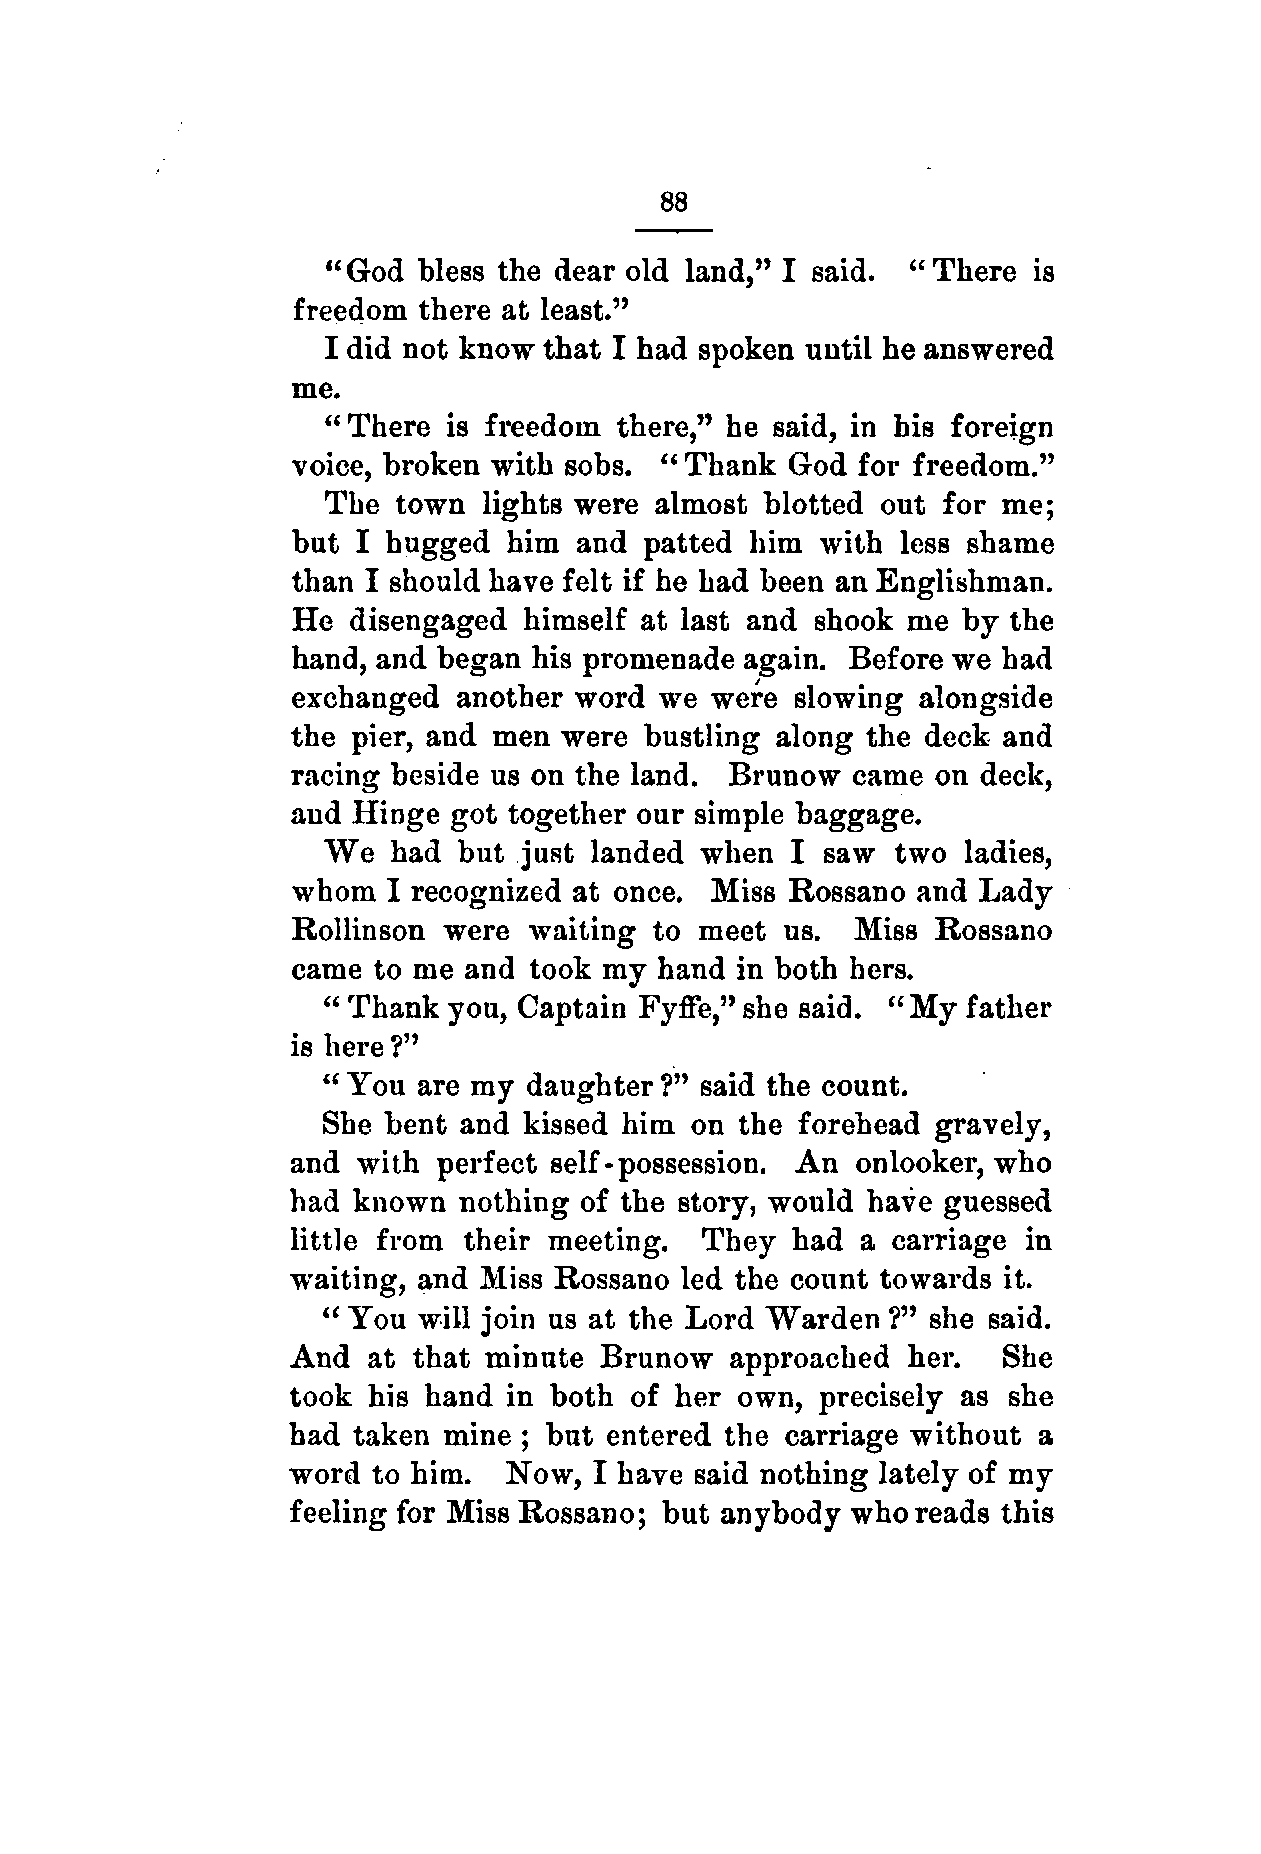 88
“God bless the dear old land,” I said. “There is
freedom there at least.”
I did not know that I had spoken until he answered
me.
“There is freedom there,” he said, in his foreign
voice, broken with sobs. “Thank God for freedom.”
The town lights were almost blotted out for me;
but I hugged him and patted him with less shame
than I should have felt if he had been an Englishman.
He disengaged himself at last and shook me by the
hand, and began his promenade again. Before we had
exchanged another word we were slowing alongside
the pier, and men were bustling along the deck and
racing beside us on the land. Brunow came on deck,
and Hinge got together our simple baggage.
We had but just landed when I saw two ladies,
whom I recognized at once. Miss Rossano and Lady
Rollinson were waiting to meet us. Miss Rossano
came to me and took my hand in both hers.
“Thank you, Captain Fyffe,” she said. “My father
is here?”
“You are my daughter?” said the count.
She bent and kissed him on the forehead gravely,
and with perfect self-possession. An onlooker, who
had known nothing of the story, would have guessed
little from their meeting. They had a carriage in
waiting, and Miss Rossano led the count towards it.
“You will join us at the Lord Warden?” she said.
And at that minute Brunow approached her. She
took his hand in both of her own, precisely as she
had taken mine; but entered the carriage without a
word to him. Now, I have said nothing lately of my
feeling for Miss Rossano; but anybody who reads this